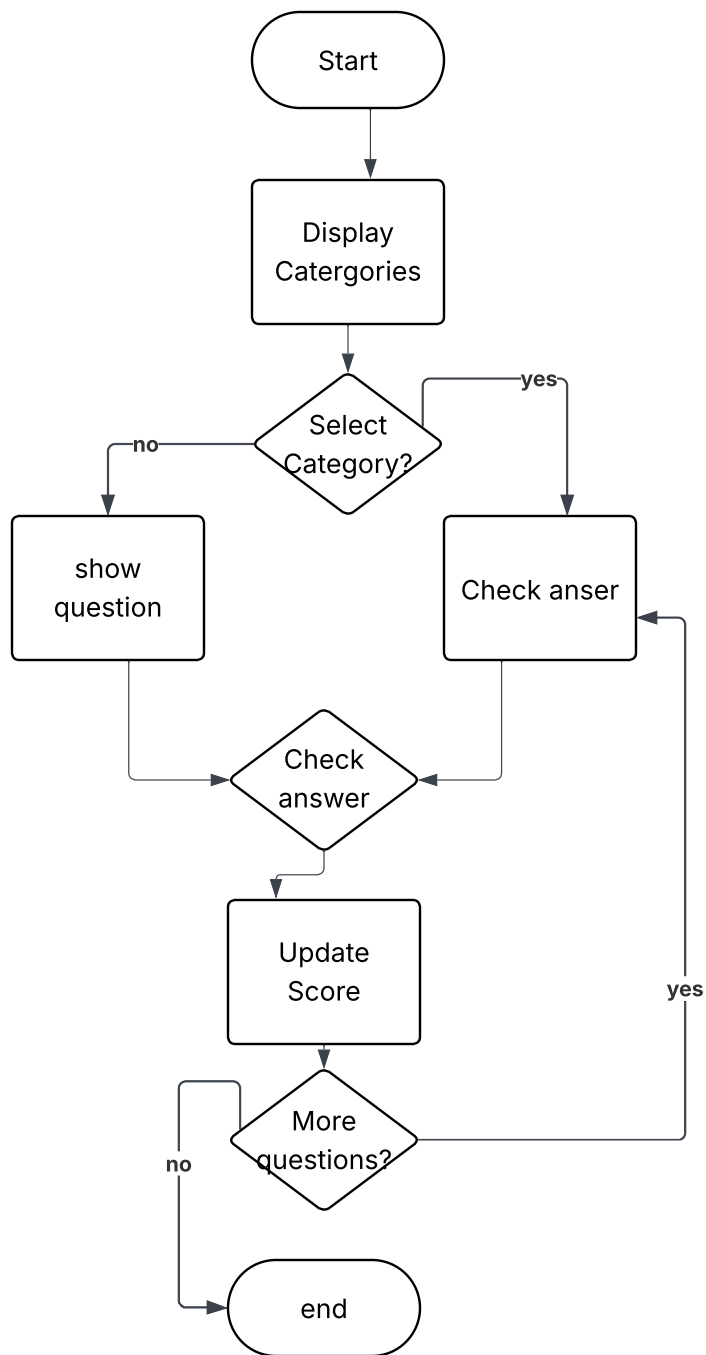 Start
Display
Catergories
Select
Category?
yes
no
show
question
Check anser
Check
answer
Update
Score
yes
More
questions?
no
end